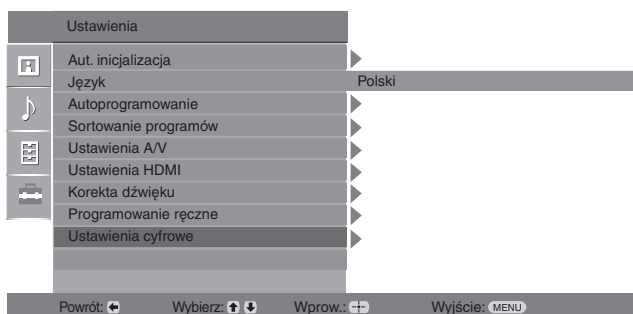 Ustawienia
Aut. inicjalizacja
Język Polski
Autoprogramowanie
Sortowanie programów
Ustawienia A/V
Ustawienia HDMI
Korekta dźwięku
Programowanie ręczne
Ustawienia cyfrowe
Powrót: Wybierz: Wprow.: Wyjście: MENU